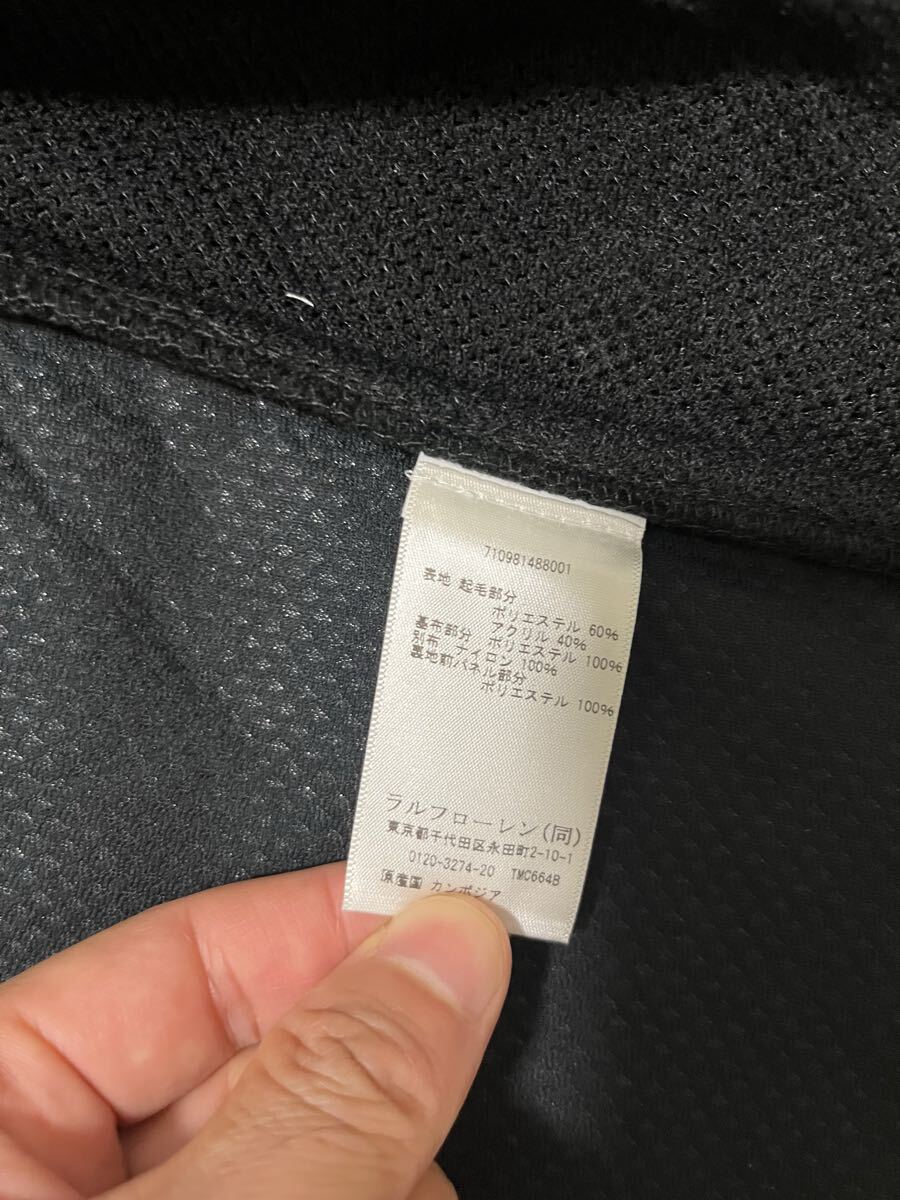 710981488001
表地 起毛部分
ポリエステル 60%
アクリル 40%
基布部分 ポリエステル 100%
別布 ナイロン 100%
裏地前パネル部分
ポリエステル 100%
ラルフローレン(同)
東京都千代田区永田町2-10-1
0120-3274-20 TMC664B
原産国 カンボジア